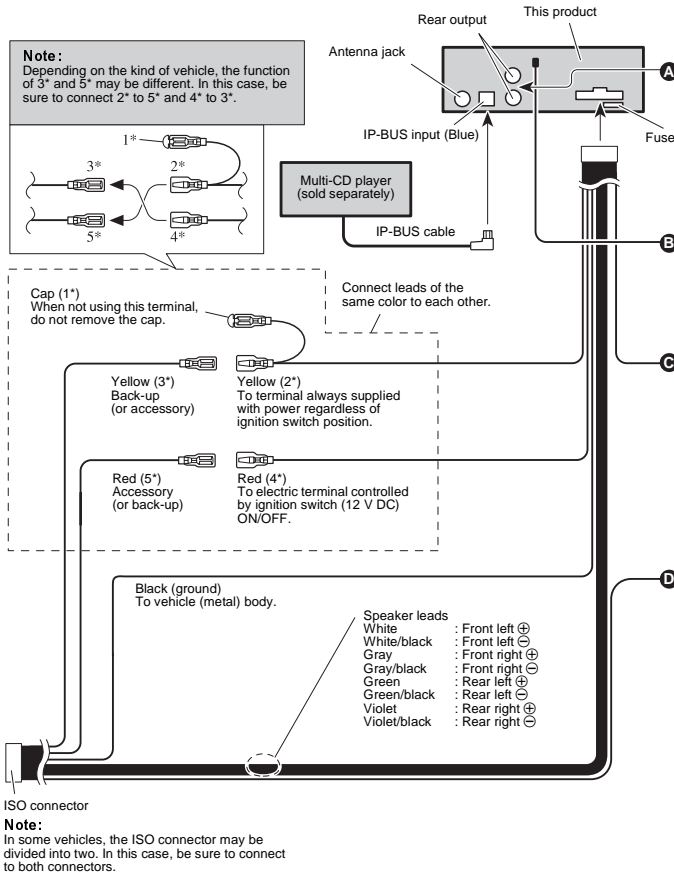 Rear output
This product
Antenna jack
A
IP-BUS input (Blue)
Fuse
Note:
Depending on the kind of vehicle, the function
of 3* and 5* may be different. In this case, be
sure to connect 2* to 5* and 4* to 3*.
1*
3*
2*
5*
4*
Multi-CD player
(sold separately)
IP-BUS cable
B
Cap (1*)
When not using this terminal,
do not remove the cap.
Connect leads of the
same color to each other.
C
Yellow (3*)
Back-up
(or accessory)
Yellow (2*)
To terminal always supplied
with power regardless of
ignition switch position.
Red (5*)
Accessory
(or back-up)
Red (4*)
To electric terminal controlled
by ignition switch (12 V DC)
ON/OFF.
D
Black (ground)
To vehicle (metal) body.
Speaker leads
White : Front left ⊕
White/black : Front left ⊖
Gray : Front right ⊕
Gray/black : Front right ⊖
Green : Rear left ⊕
Green/black : Rear left ⊖
Violet : Rear right ⊕
Violet/black : Rear right ⊖
ISO connector
Note:
In some vehicles, the ISO connector may be
divided into two. In this case, be sure to connect
to both connectors.